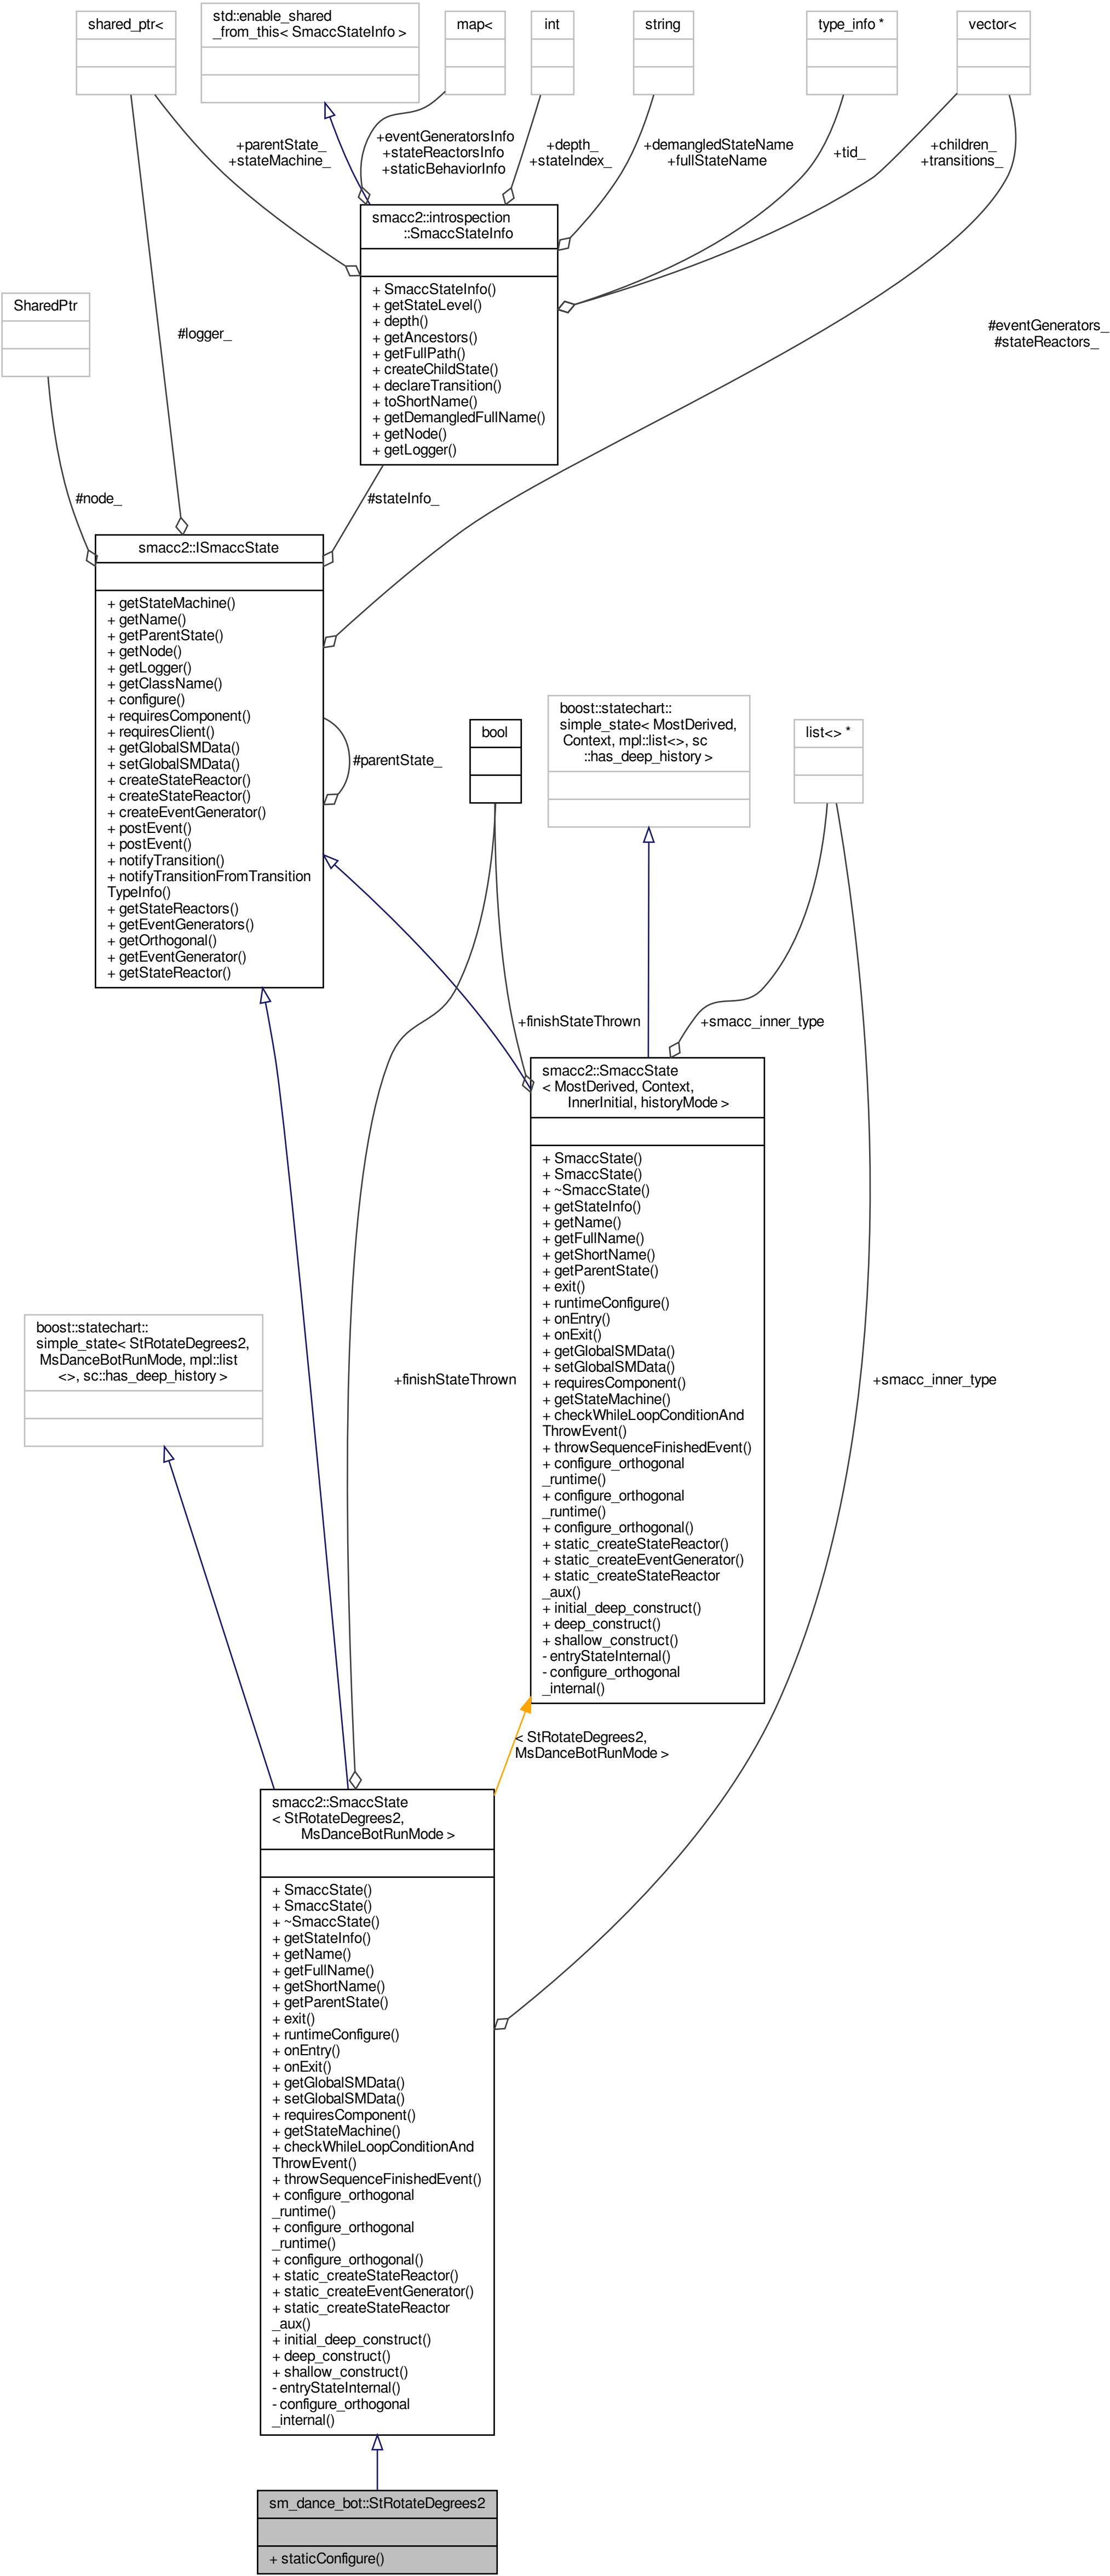 shared_ptr<
std::enable_shared
_from_this< SmaccStateInfo >
map<
int
string
type_info *
vector<
+parentState_
+stateMachine_
+eventGeneratorsInfo
+stateReactorsInfo
+staticBehaviorInfo
+depth_
+stateIndex_
+demangledStateName
+fullStateName
+tid_
+children_
+transitions_
smacc2::introspection
::SmaccStateInfo
+ SmaccStateInfo()
+ getStateLevel()
+ depth()
+ getAncestors()
+ getFullPath()
+ createChildState()
+ declareTransition()
+ toShortName()
+ getDemangledFullName()
+ getNode()
+ getLogger()
SharedPtr
#logger_
#eventGenerators_
#stateReactors_
#node_
#stateInfo_
smacc2::ISmaccState
+ getStateMachine()
+ getName()
+ getParentState()
+ getNode()
+ getLogger()
+ getClassName()
+ configure()
+ requiresComponent()
+ requiresClient()
+ getGlobalSMData()
+ setGlobalSMData()
+ createStateReactor()
+ createStateReactor()
+ createEventGenerator()
+ postEvent()
+ postEvent()
+ notifyTransition()
+ notifyTransitionFromTransition
TypeInfo()
+ getStateReactors()
+ getEventGenerators()
+ getOrthogonal()
+ getEventGenerator()
+ getStateReactor()
#parentState_
bool
boost::statechart::
simple_state< MostDerived,
Context, mpl::list<>, sc
::has_deep_history >
list<> *
+finishStateThrown
+smacc_inner_type
smacc2::SmaccState
< MostDerived, Context,
InnerInitial, historyMode >
+ SmaccState()
+ SmaccState()
+ ~SmaccState()
+ getStateInfo()
+ getName()
+ getFullName()
+ getShortName()
+ getParentState()
+ exit()
+ runtimeConfigure()
+ onEntry()
+ onExit()
+ getGlobalSMData()
+ setGlobalSMData()
+ requiresComponent()
+ getStateMachine()
+ checkWhileLoopConditionAnd
ThrowEvent()
+ throwSequenceFinishedEvent()
+ configure_orthogonal
_runtime()
+ configure_orthogonal
_runtime()
+ configure_orthogonal()
+ static_createStateReactor()
+ static_createEventGenerator()
+ static_createStateReactor
_aux()
+ initial_deep_construct()
+ deep_construct()
+ shallow_construct()
- entryStateInternal()
- configure_orthogonal
_internal()
boost::statechart::
simple_state< StRotateDegrees2,
MsDanceBotRunMode, mpl::list
<>, sc::has_deep_history >
+finishStateThrown
+smacc_inner_type
< StRotateDegrees2,
MsDanceBotRunMode >
smacc2::SmaccState
< StRotateDegrees2,
MsDanceBotRunMode >
+ SmaccState()
+ SmaccState()
+ ~SmaccState()
+ getStateInfo()
+ getName()
+ getFullName()
+ getShortName()
+ getParentState()
+ exit()
+ runtimeConfigure()
+ onEntry()
+ onExit()
+ getGlobalSMData()
+ setGlobalSMData()
+ requiresComponent()
+ getStateMachine()
+ checkWhileLoopConditionAnd
ThrowEvent()
+ throwSequenceFinishedEvent()
+ configure_orthogonal
_runtime()
+ configure_orthogonal
_runtime()
+ configure_orthogonal()
+ static_createStateReactor()
+ static_createEventGenerator()
+ static_createStateReactor
_aux()
+ initial_deep_construct()
+ deep_construct()
+ shallow_construct()
- entryStateInternal()
- configure_orthogonal
_internal()
sm_dance_bot::StRotateDegrees2
+ staticConfigure()